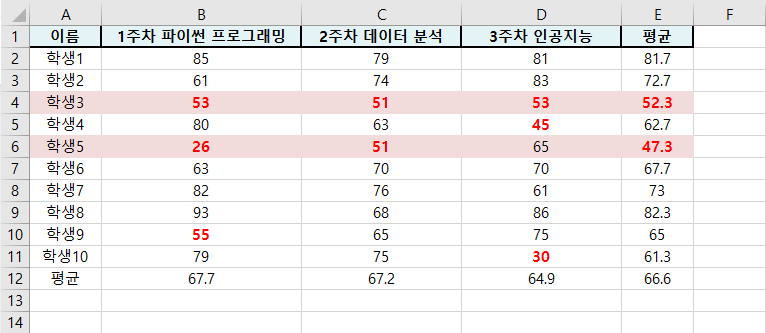 A B C D E F
1 이름 1주차 파이썬 프로그래밍 2주차 데이터 분석 3주차 인공지능 평균
2 학생1 85 79 81 81.7
3 학생2 61 74 83 72.7
4 학생3 53 51 53 52.3
5 학생4 80 63 45 62.7
6 학생5 26 51 65 47.3
7 학생6 63 70 70 67.7
8 학생7 82 76 61 73
9 학생8 93 68 86 82.3
10 학생9 55 65 75 65
11 학생10 79 75 30 61.3
12 평균 67.7 67.2 64.9 66.6
13
14